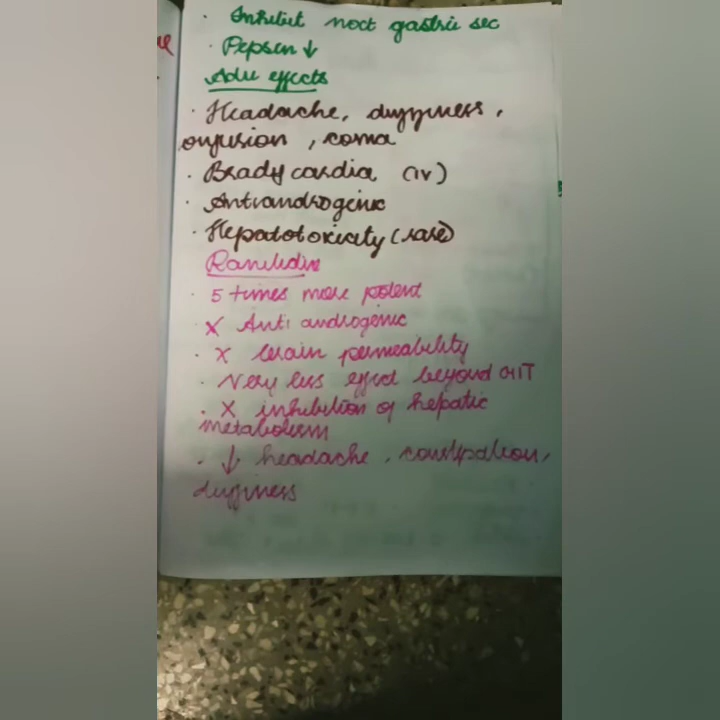 · Inhibit noct gastric sec
· Pepsin ↓
Adv effects
· Headache, dizziness,
onfusion, coma
· Bradycardia (iv)
· Antiandrogenic
· Hepatotoxicity (rare)
Ranitidine
· 5 times more potent
X Anti androgenic
· X brain permeability
· Very less effect beyond GIT
· X inhibition of hepatic
metabolism
· ↓ headache, constipation,
dizziness